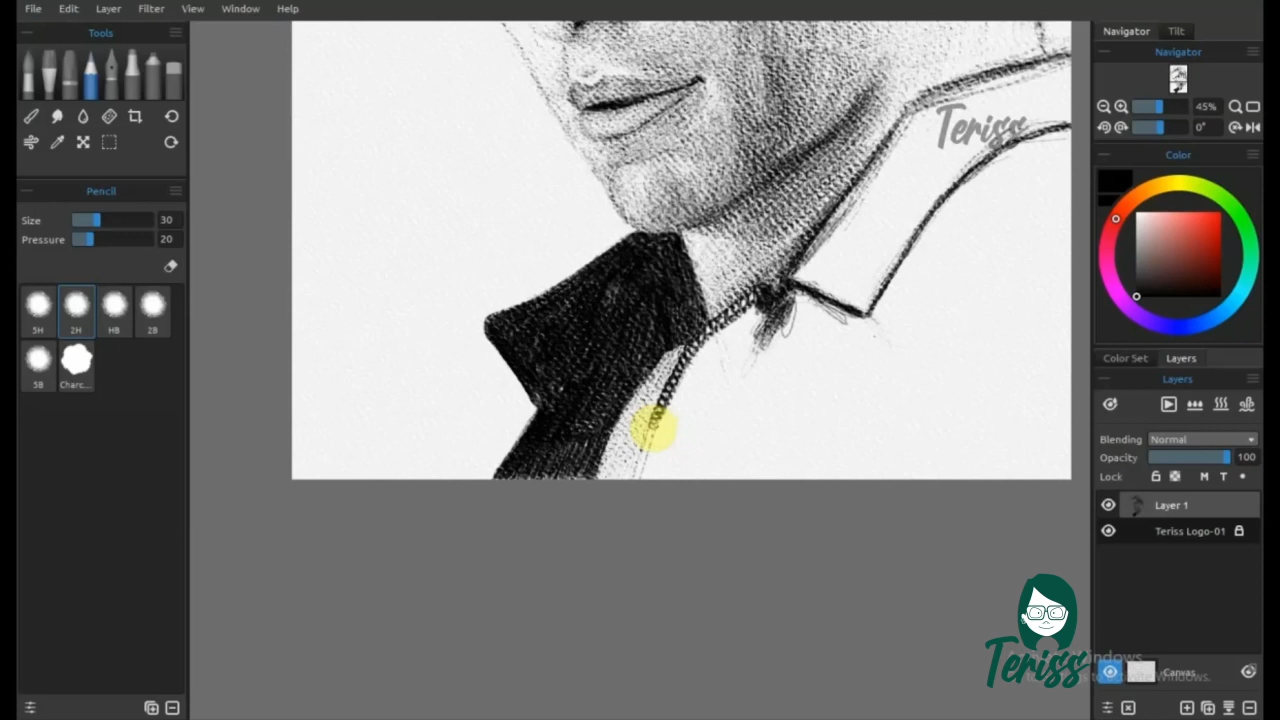 File Edit Layer Filter View Window Help
Tools
Pencil
Size 30
Pressure 20
5H 2H HB 2B
5B Charc...
Teriss
Navigator Tilt
Navigator
45%
0°
Color
Color Set Layers
Layers
Blending Normal
Opacity 100
Lock M T
Layer 1
Teriss Logo-01
Canvas
Teriss